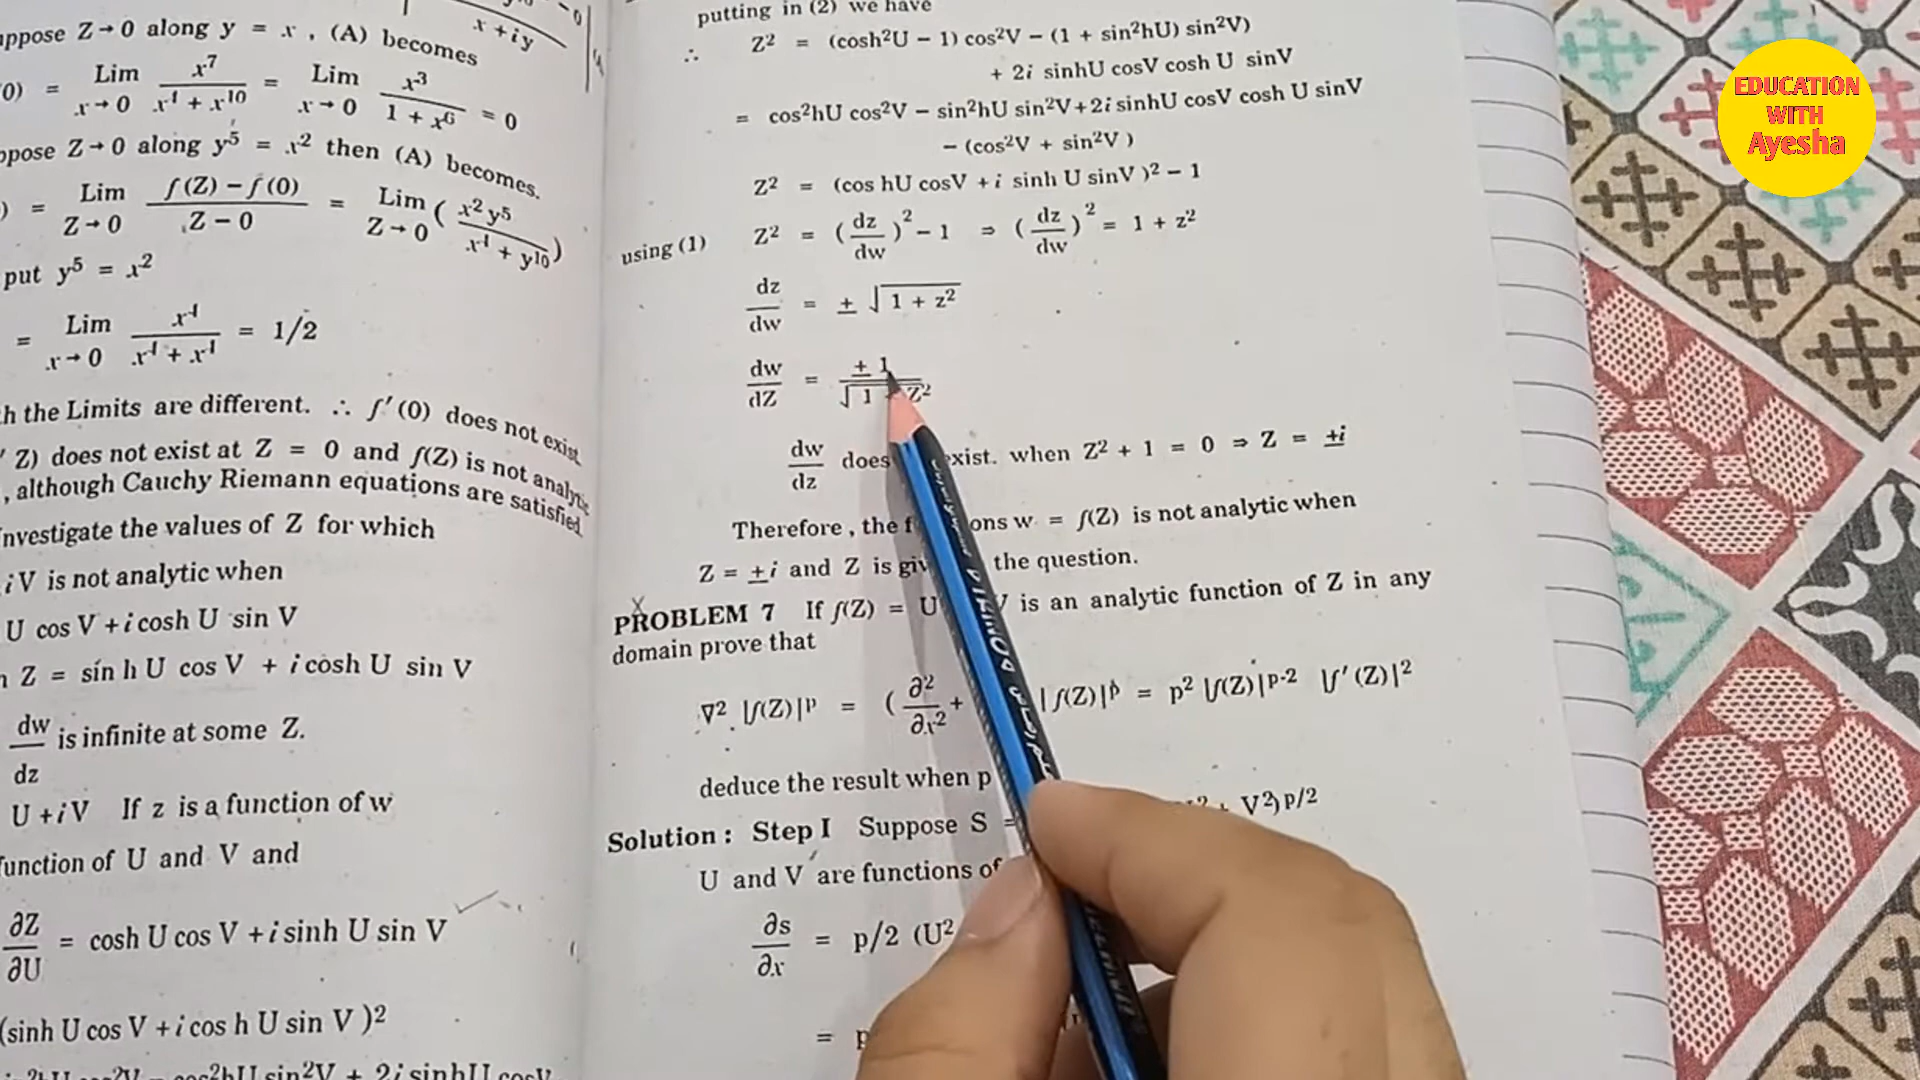 uppose Z→0 along y = x , (A) becomes
0) = Lim x→0 x⁷ / x⁴ + x¹⁰ = Lim x→0 x³ / 1 + x⁶ = 0
ppose Z→0 along y⁵ = x² then (A) becomes.
) = Lim Z→0 f(Z) – f(0) / Z – 0 = Lim Z→0 ( x² y⁵ / x⁴ + y¹⁰ )
put y⁵ = x²
= Lim x→0 x⁴ / x⁴ + x⁴ = 1/2
h the Limits are different. ∴ f′(0) does not exist.
′ Z) does not exist at Z = 0 and f(Z) is not analytic
, although Cauchy Riemann equations are satisfied.
nvestigate the values of Z for which
iV is not analytic when
U cos V + i cosh U sin V
Z = sin h U cos V + i cosh U sin V
dw/dz is infinite at some Z.
U + iV If z is a function of w
function of U and V and
∂Z/∂U = cosh U cos V + i sinh U sin V
(sinh U cos V + i cos h U sin V )²
x + iy
putting in (2) we have
∴ Z² = (cosh²U – 1) cos²V – (1 + sin²hU) sin²V)
+ 2i sinhU cosV cosh U sinV
= cos²hU cos²V – sin²hU sin²V + 2i sinhU cosV cosh U sinV
– (cos²V + sin²V )
Z² = (cos hU cosV + i sinh U sinV )² – 1
using (1) Z² = ( dz/dw )² – 1 ⇒ ( dz/dw )² = 1 + z²
dz/dw = ± √ 1 + z²
dw/dZ = ± 1 / √ 1 Z²
dw/dz does xist. when Z² + 1 = 0 ⇒ Z = ±i
Therefore , the f ons w = f(Z) is not analytic when
Z = ±i and Z is giv the question.
PROBLEM 7 If f(Z) = U V is an analytic function of Z in any
domain prove that
∇² |f(Z)|ᵖ = ( ∂²/∂x² + | f(Z)|ᵖ = p² |f(Z)|ᵖ⁻² |f′(Z)|²
deduce the result when p
Solution : Step I Suppose S = V²) p/2
U and V are functions of
∂s/∂x = p/2 (U²
= p
EDUCATION
WITH
Ayesha